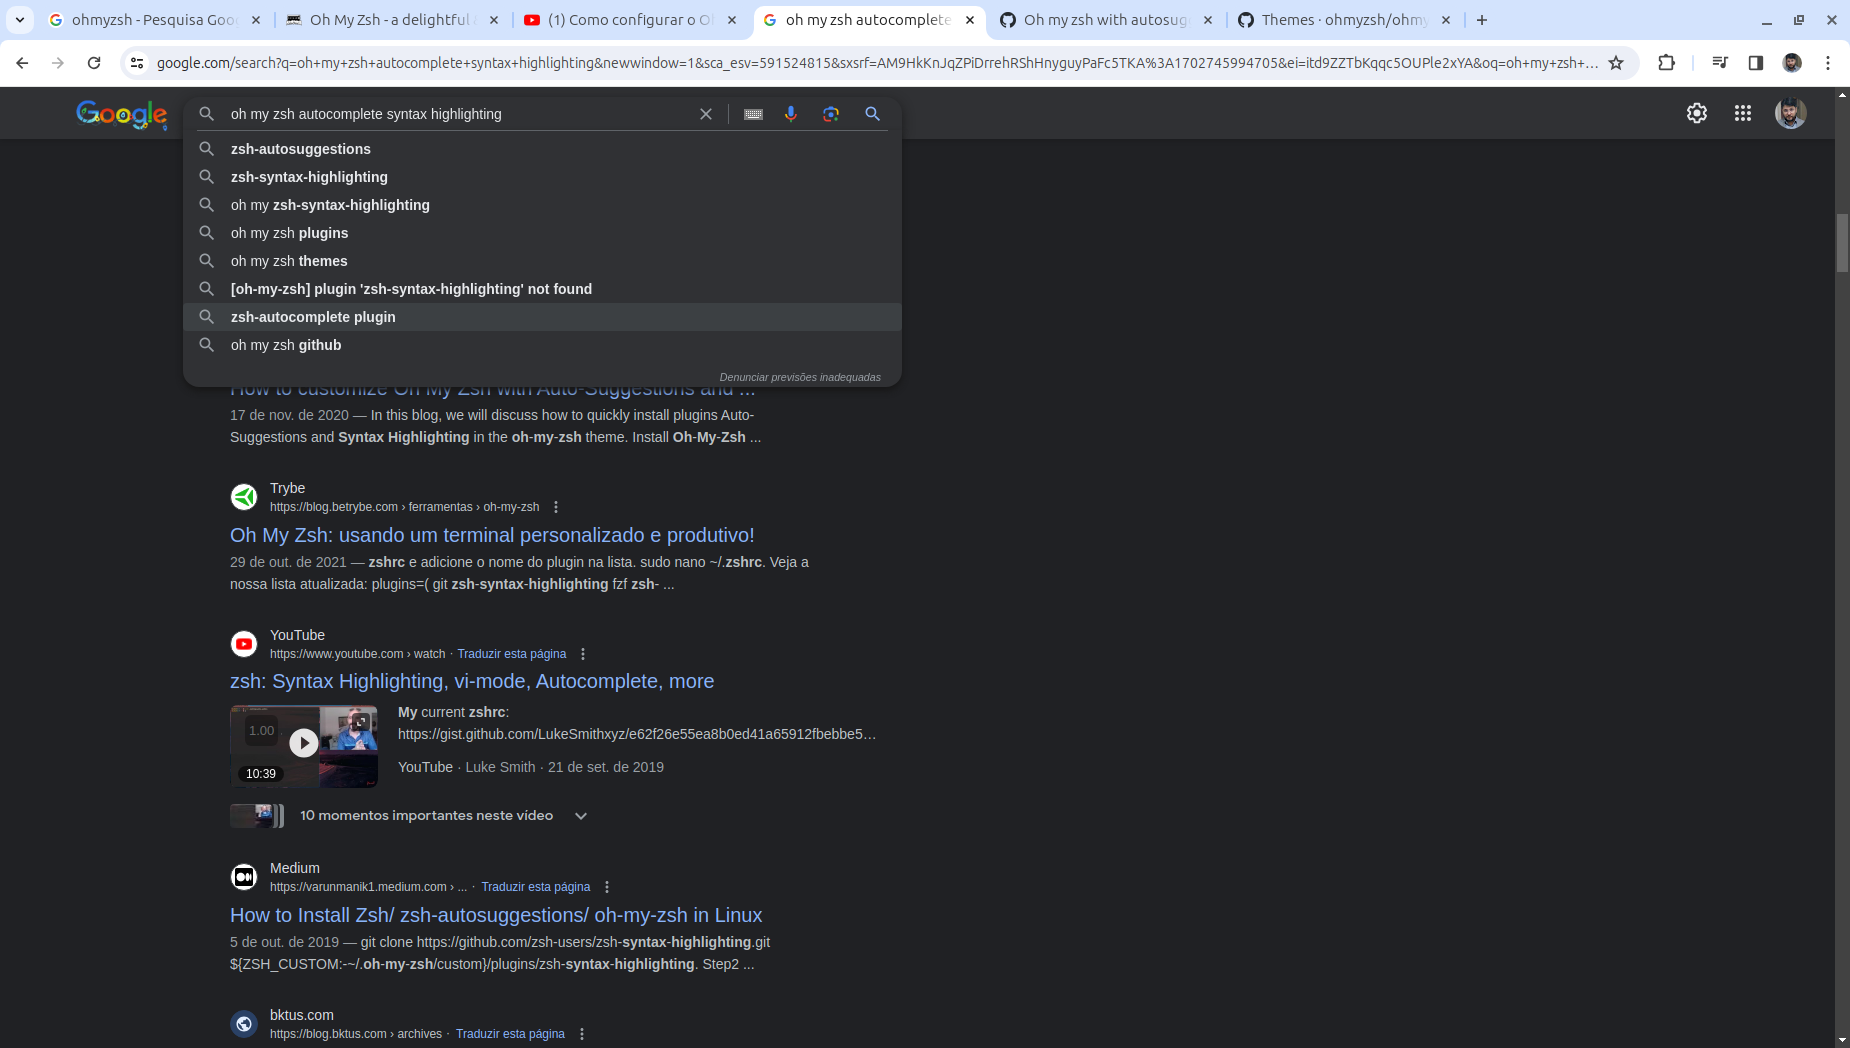 ohmyzsh - Pesquisa Goo
Oh My Zsh - a delightful
(1) Como configurar o O
oh my zsh autocomplete
Oh my zsh with autosug
Themes · ohmyzsh/ohmy
google.com/search?q=oh+my+zsh+autocomplete+syntax+highlighting&newwindow=1&sca_esv=591524815&sxsrf=AM9HkKnJqZPiDrrehRShHnyguyPaFc5TKA%3A1702745994705&ei=itd9ZZTbKqqc5OUPle2xYA&oq=oh+my+zsh+...
Google
oh my zsh autocomplete syntax highlighting
zsh-autosuggestions
zsh-syntax-highlighting
oh my zsh-syntax-highlighting
oh my zsh plugins
oh my zsh themes
[oh-my-zsh] plugin 'zsh-syntax-highlighting' not found
zsh-autocomplete plugin
oh my zsh github
Denunciar previsões inadequadas
How to customize Oh My Zsh with Auto-Suggestions and ...
17 de nov. de 2020 — In this blog, we will discuss how to quickly install plugins Auto-
Suggestions and Syntax Highlighting in the oh-my-zsh theme. Install Oh-My-Zsh ...
Trybe
https://blog.betrybe.com › ferramentas › oh-my-zsh
Oh My Zsh: usando um terminal personalizado e produtivo!
29 de out. de 2021 — zshrc e adicione o nome do plugin na lista. sudo nano ~/.zshrc. Veja a
nossa lista atualizada: plugins=( git zsh-syntax-highlighting fzf zsh- ...
YouTube
https://www.youtube.com › watch · Traduzir esta página
zsh: Syntax Highlighting, vi-mode, Autocomplete, more
1.00
10:39
My current zshrc:
https://gist.github.com/LukeSmithxyz/e62f26e55ea8b0ed41a65912fbebbe5...
YouTube · Luke Smith · 21 de set. de 2019
10 momentos importantes neste vídeo
Medium
https://varunmanik1.medium.com › ... · Traduzir esta página
How to Install Zsh/ zsh-autosuggestions/ oh-my-zsh in Linux
5 de out. de 2019 — git clone https://github.com/zsh-users/zsh-syntax-highlighting.git
${ZSH_CUSTOM:-~/.oh-my-zsh/custom}/plugins/zsh-syntax-highlighting. Step2 ...
bktus.com
https://blog.bktus.com › archives · Traduzir esta página